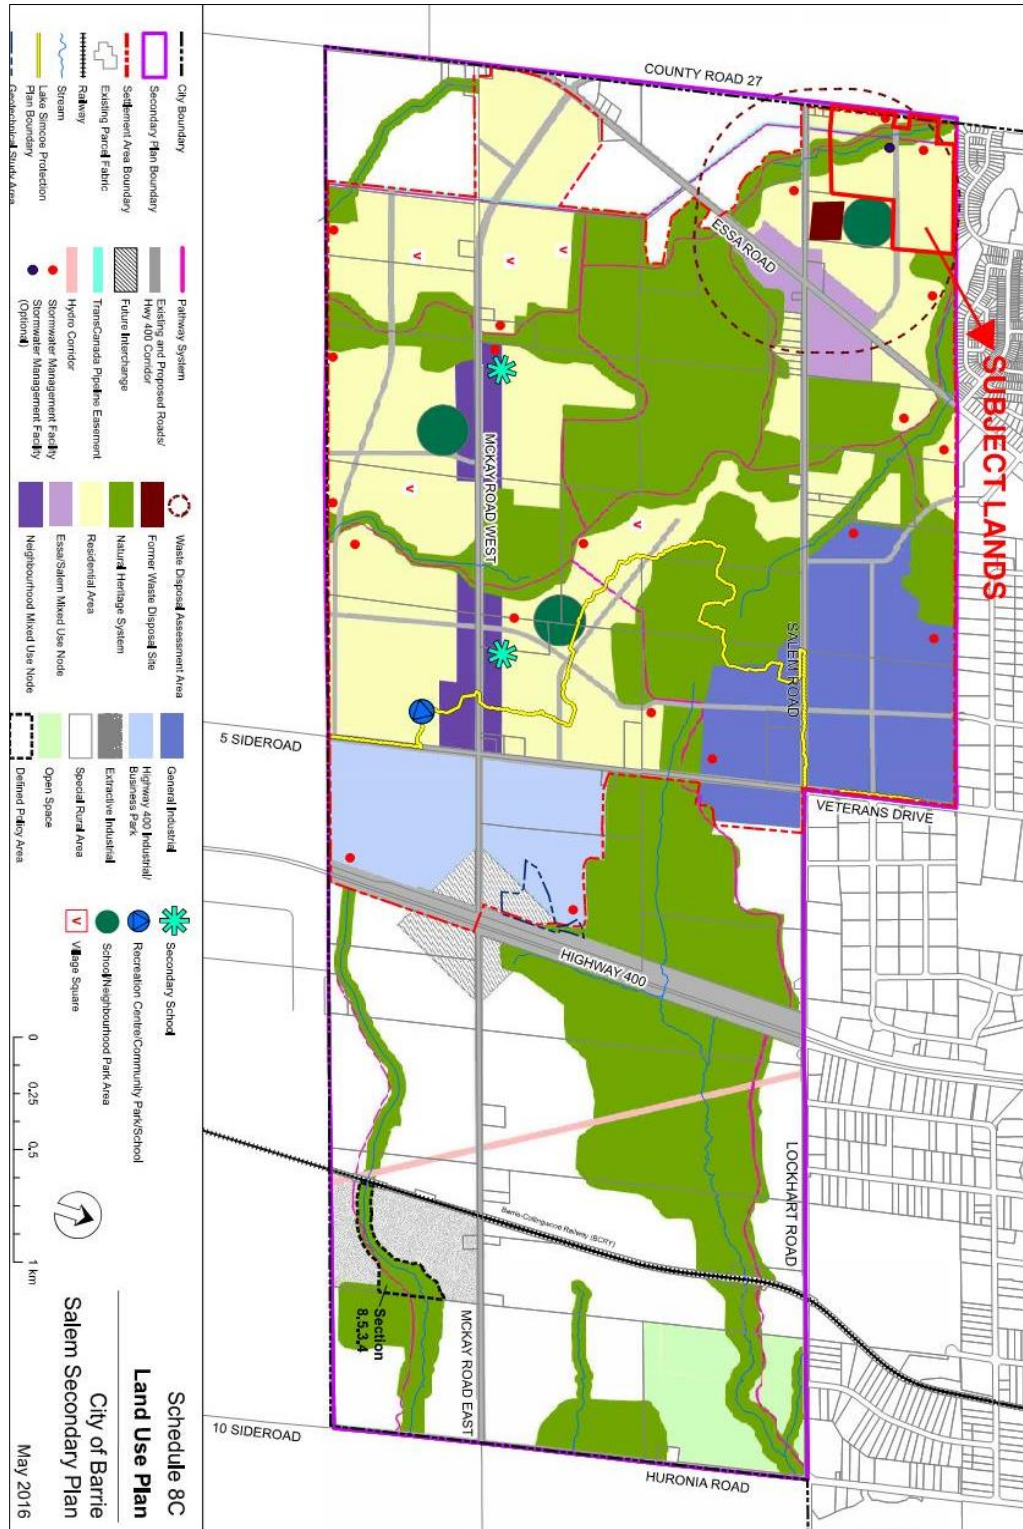 COUNTY ROAD 27
ESSA ROAD
SUBJECT LANDS
MCKAY ROAD WEST
SALEM ROAD
5 SIDEROAD
VETERANS DRIVE
HIGHWAY 400
LOCKHART ROAD
Barrie-Collingwood Railway (BCRY)
Section
8.5.3.4
MCKAY ROAD EAST
10 SIDEROAD
HURONIA ROAD
V
V
V
V
V
City Boundary
Secondary Plan Boundary
Settlement Area Boundary
Existing Parcel Fabric
Railway
Stream
Lake Simcoe Protection
Plan Boundary
Geotechnical Study Area
Pathway System
Existing and Proposed Roads/
Hwy 400 Corridor
Future Interchange
TransCanada Pipeline Easement
Hydro Corridor
Stormwater Management Facility
Stormwater Management Facility
(Optional)
Waste Disposal Assessment Area
Former Waste Disposal Site
Natural Heritage System
Residential Area
Essa/Salem Mixed Use Node
Neighbourhood Mixed Use Node
General Industrial
Highway 400 Industrial/
Business Park
Extractive Industrial
Special Rural Area
Open Space
Defined Policy Area
Secondary School
Recreation Centre/Community Park/School
School/Neighbourhood Park Area
V Village Square
0 0.25 0.5 1 km
Schedule 8C
Land Use Plan
City of Barrie
Salem Secondary Plan
May 2016